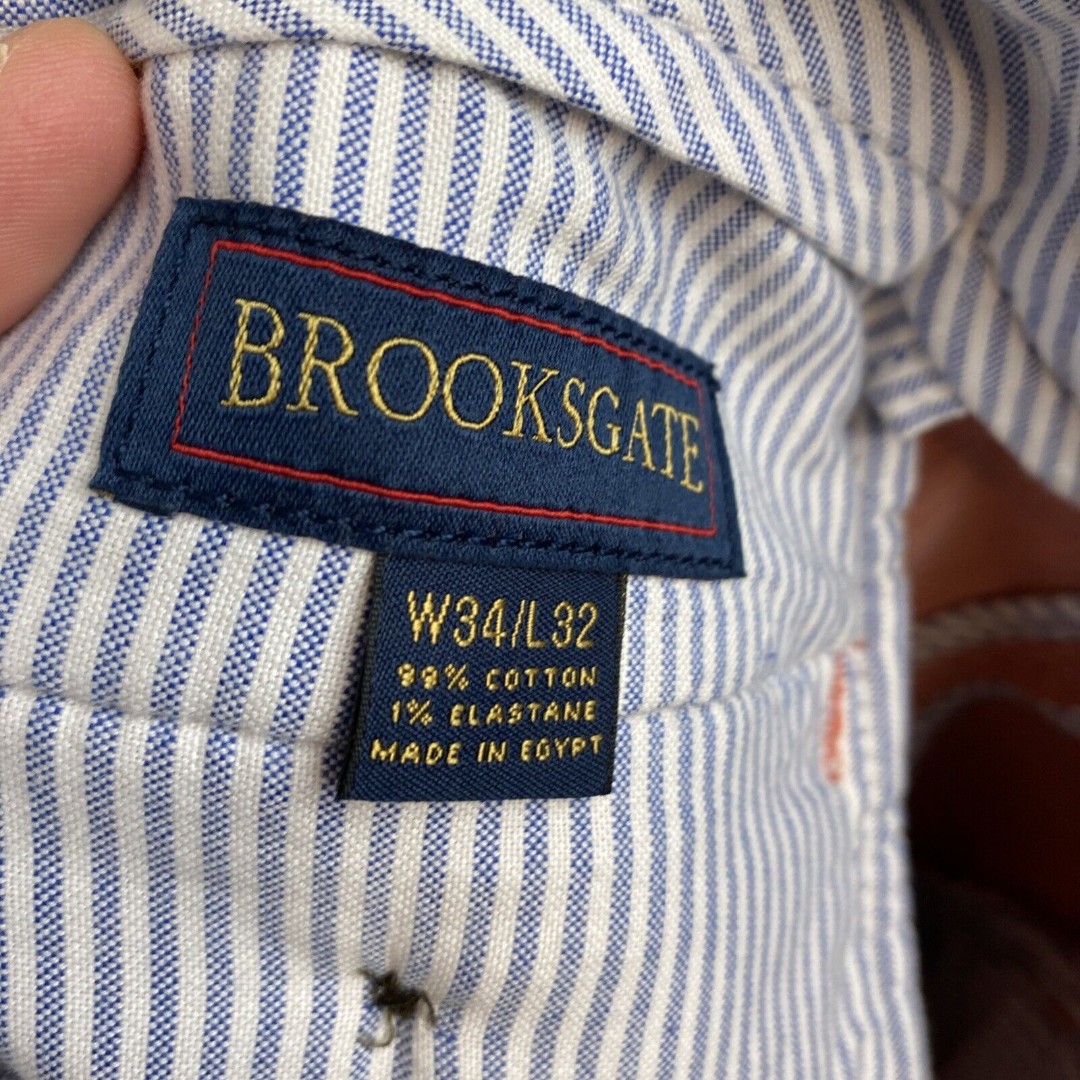 BROOKSGATE
W34/L32
99% COTTON
1% ELASTANE
MADE IN EGYPT